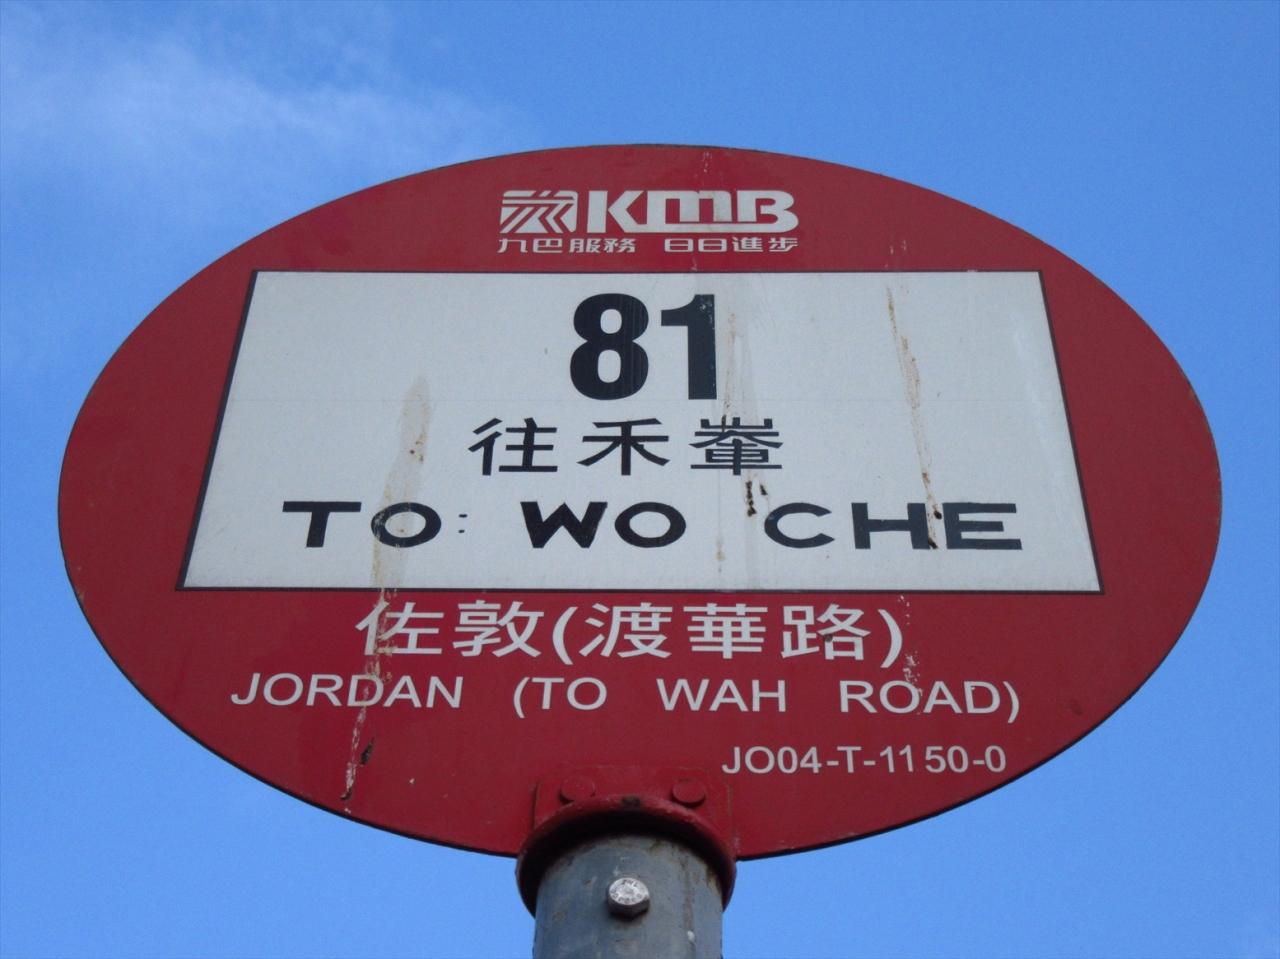 KMB
九巴服務 日日進步
81
往禾輋
TO: WO CHE
佐敦(渡華路)
JORDAN (TO WAH ROAD)
JO04-T-1150-0